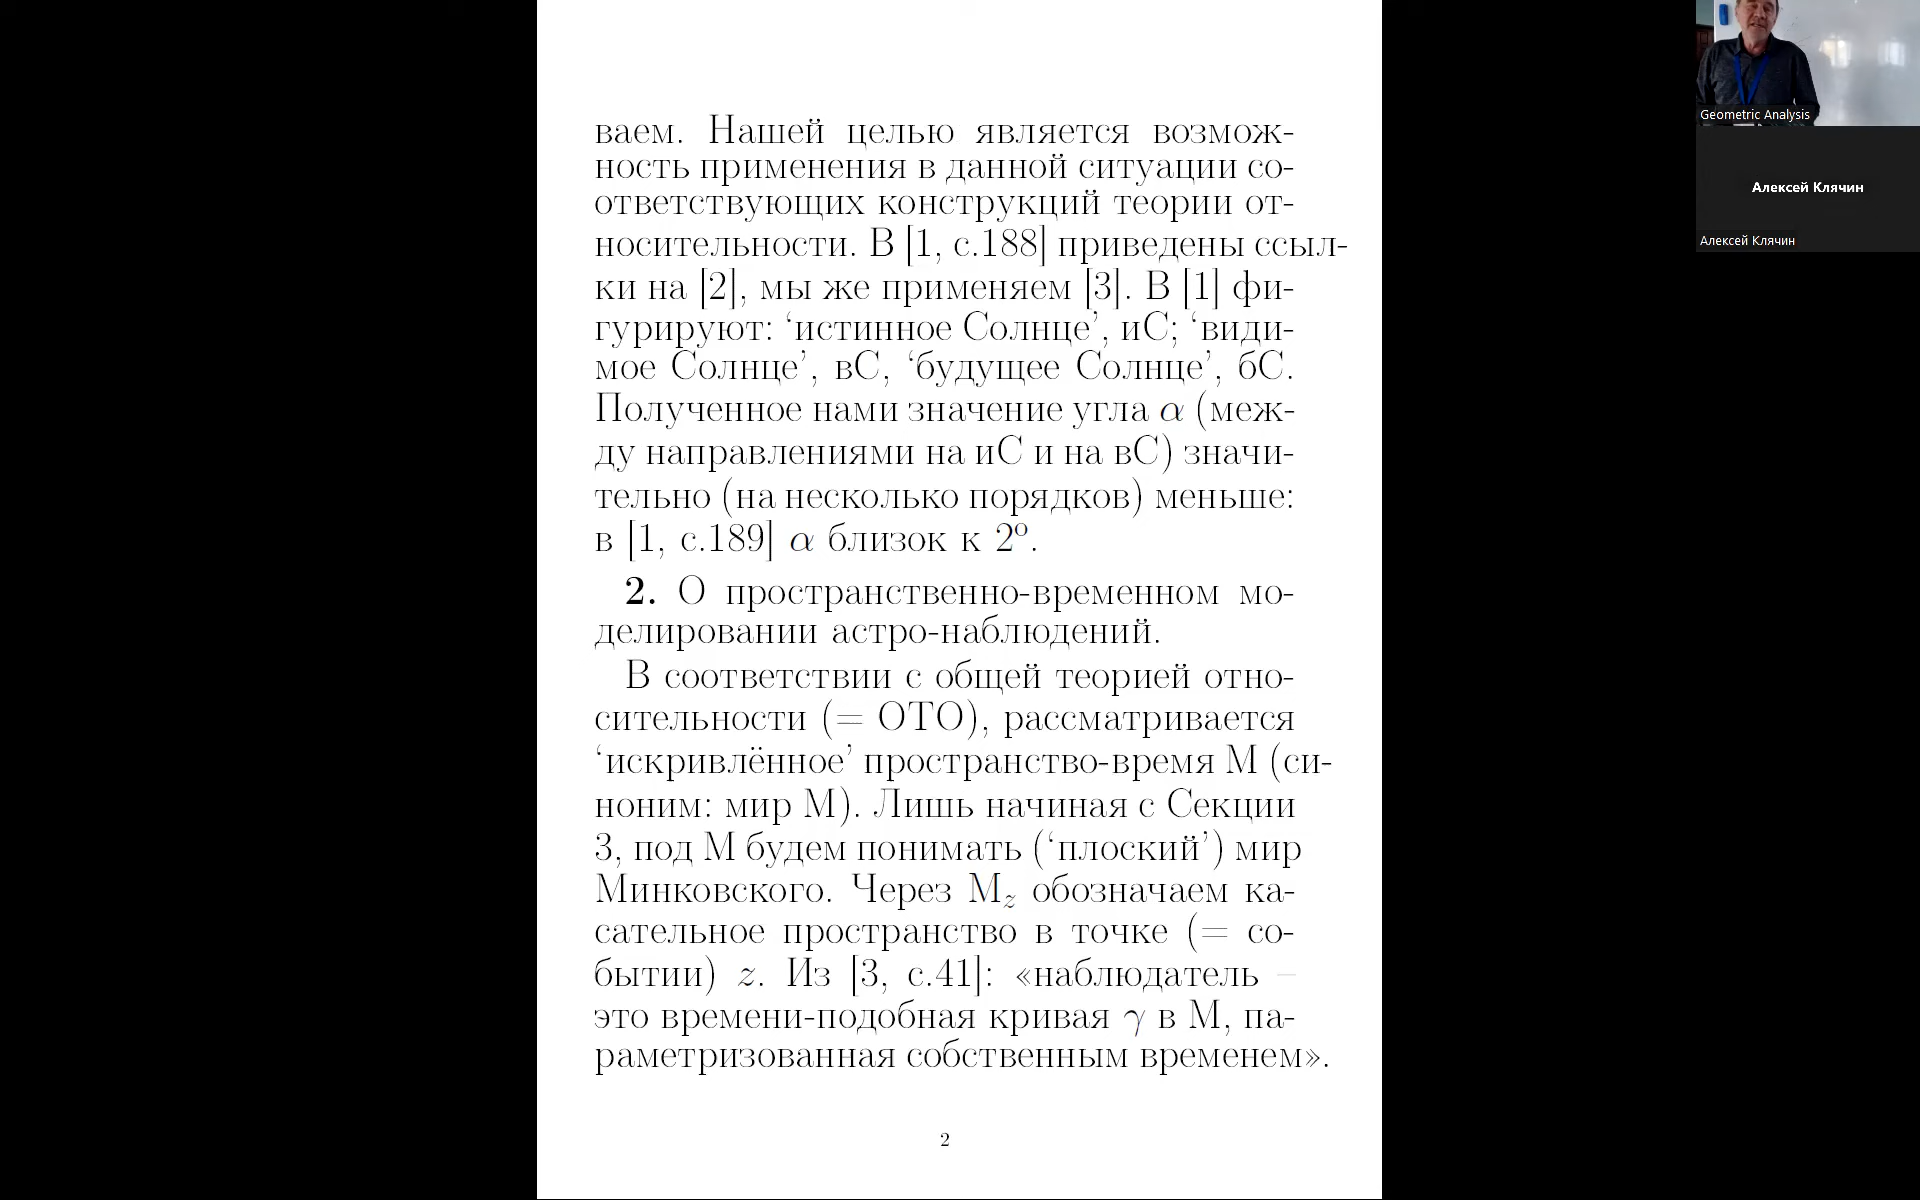 ваем. Нашей целью является возмож-
ность применения в данной ситуации со-
ответствующих конструкций теории от-
носительности. В [1, с.188] приведены ссыл-
ки на [2], мы же применяем [3]. В [1] фи-
гурируют: ‘истинное Солнце’, иС; ‘види-
мое Солнце’, вС, ‘будущее Солнце’, бС.
Полученное нами значение угла α (меж-
ду направлениями на иС и на вС) значи-
тельно (на несколько порядков) меньше:
в [1, с.189] α близок к 2º.
2. О пространственно-временном мо-
делировании астро-наблюдений.
В соответствии с общей теорией отно-
сительности (= ОТО), рассматривается
‘искривлённое’ пространство-время М (си-
ноним: мир М). Лишь начиная с Секции
3, под М будем понимать (‘плоский’) мир
Минковского. Через М_z обозначаем ка-
сательное пространство в точке (= со-
бытии) z. Из [3, с.41]: «наблюдатель –
это времени-подобная кривая γ в М, па-
раметризованная собственным временем».
2
Geometric Analysis
Алексей Клячин
Алексей Клячин